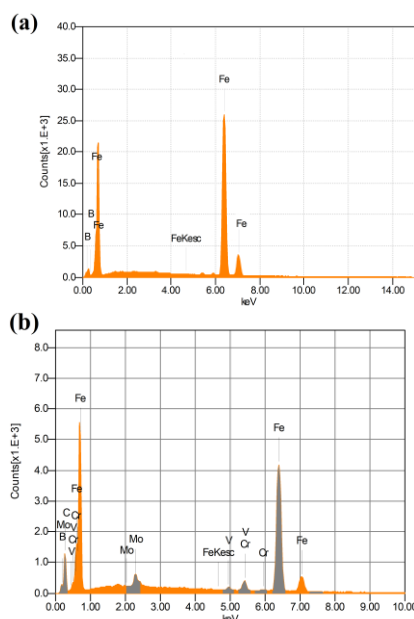 (a)
Counts[x1.E+3]
40.0
35.0
30.0
25.0
20.0
15.0
10.0
5.0
0.0
Fe
Fe
B
Fe
B
FeKesc
Fe
0.00 2.00 4.00 6.00 8.00 10.00 12.00 14.00
keV
(b)
Counts[x1.E+3]
8.0
7.0
6.0
5.0
4.0
3.0
2.0
1.0
0.0
Fe
Fe
Fe
C Cr
Mo V
B Cr
V
Mo
Mo
FeKesc
V
V
Cr
Cr
Fe
0.00 1.00 2.00 3.00 4.00 5.00 6.00 7.00 8.00 9.00 10.00
keV